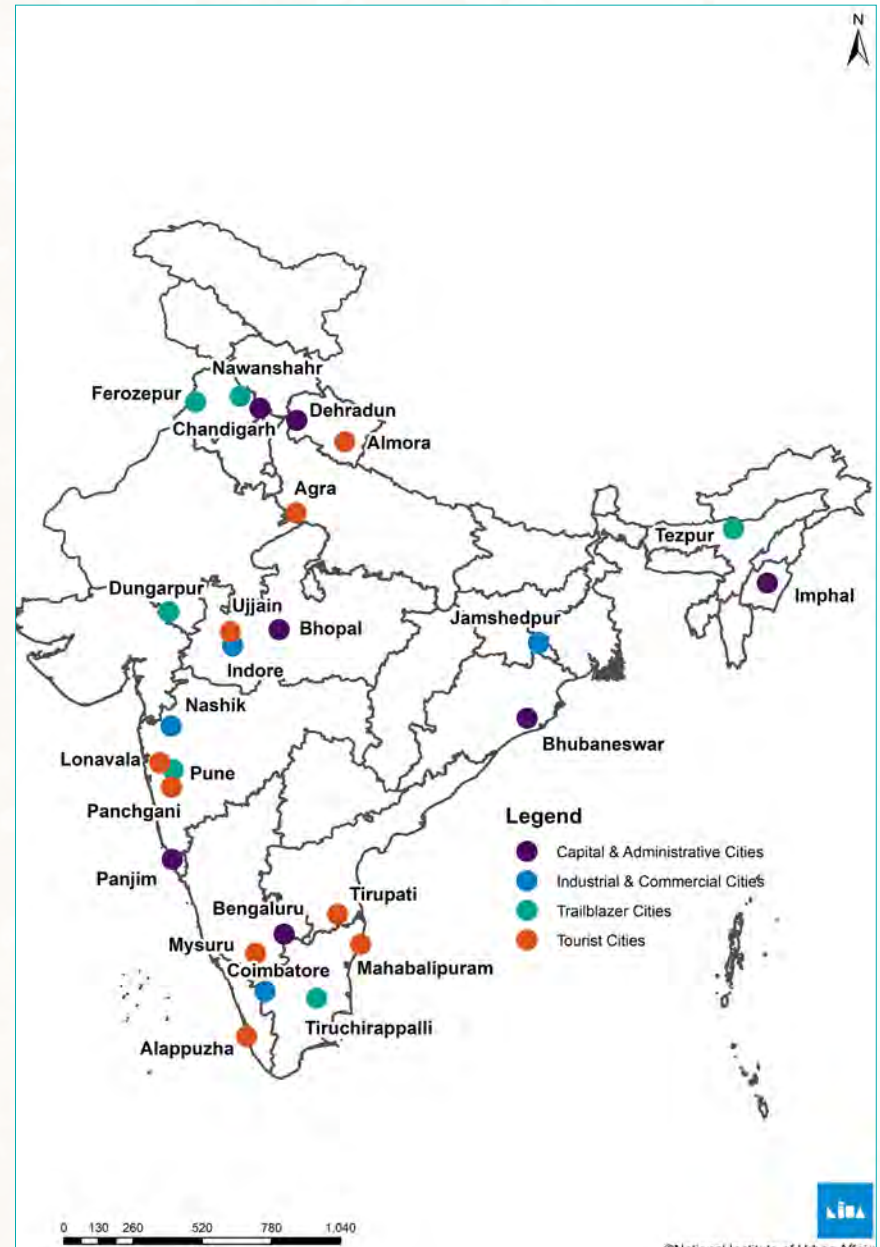 N
Nawanshahr
Ferozepur
Chandigarh
Dehradun
Almora
Agra
Tezpur
Imphal
Dungarpur
Ujjain
Bhopal
Jamshedpur
Indore
Nashik
Bhubaneswar
Lonavala
Pune
Panchgani
Legend
Capital & Administrative Cities
Industrial & Commercial Cities
Trailblazer Cities
Tourist Cities
Panjim
Bengaluru
Tirupati
Mysuru
Mahabalipuram
Coimbatore
Tiruchirappalli
Alappuzha
0 130 260 520 780 1,040